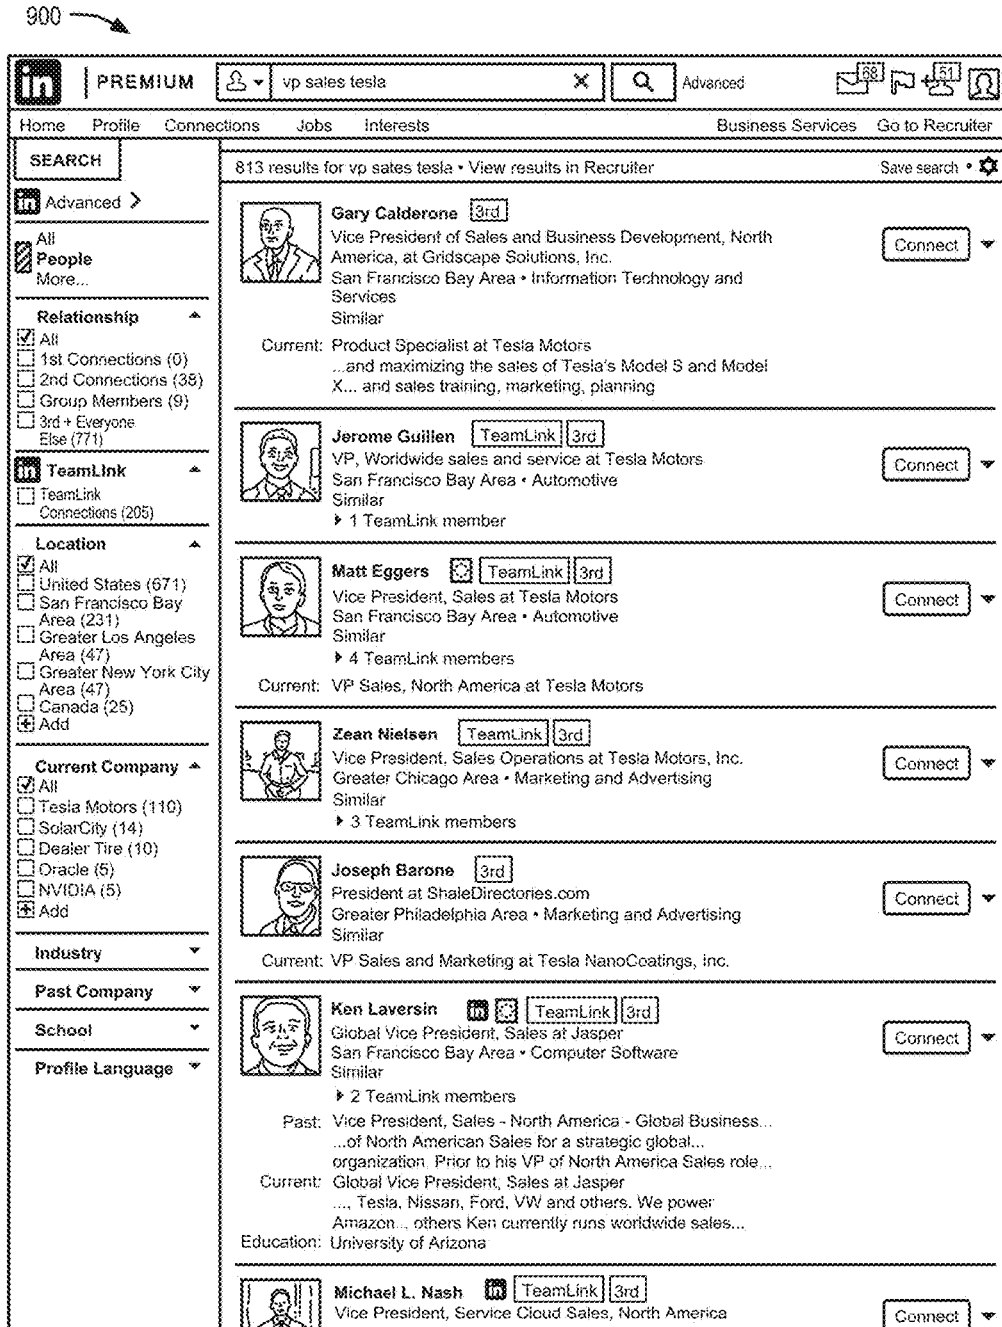 900
in PREMIUM vp sales tesla X Advanced 68 51
Home Profile Connections Jobs Interests Business Services Go to Recruiter
SEARCH
813 results for vp sales tesla • View results in Recruiter Save search •
in Advanced >
All
People
More...
Relationship
All
1st Connections (0)
2nd Connections (38)
Group Members (9)
3rd + Everyone
Else (771)
in TeamLink
TeamLink
Connections (205)
Location
All
United States (671)
San Francisco Bay
Area (231)
Greater Los Angeles
Area (47)
Greater New York City
Area (47)
Canada (25)
+ Add
Current Company
All
Tesla Motors (110)
SolarCity (14)
Dealer Tire (10)
Oracle (5)
NVIDIA (5)
+ Add
Industry
Past Company
School
Profile Language
Gary Calderone 3rd
Vice President of Sales and Business Development, North
America, at Gridscape Solutions, Inc.
San Francisco Bay Area • Information Technology and
Services
Similar
Connect
Current: Product Specialist at Tesla Motors
...and maximizing the sales of Tesla's Model S and Model
X... and sales training, marketing, planning
Jerome Guillen TeamLink 3rd
VP, Worldwide sales and service at Tesla Motors
San Francisco Bay Area • Automotive
Similar
1 TeamLink member
Connect
Matt Eggers TeamLink 3rd
Vice President, Sales at Tesla Motors
San Francisco Bay Area • Automotive
Similar
4 TeamLink members
Connect
Current: VP Sales, North America at Tesla Motors
Zean Nielsen TeamLink 3rd
Vice President, Sales Operations at Tesla Motors, Inc.
Greater Chicago Area • Marketing and Advertising
Similar
3 TeamLink members
Connect
Joseph Barone 3rd
President at ShaleDirectories.com
Greater Philadelphia Area • Marketing and Advertising
Similar
Connect
Current: VP Sales and Marketing at Tesla NanoCoatings, Inc.
Ken Laversin in TeamLink 3rd
Global Vice President, Sales at Jasper
San Francisco Bay Area • Computer Software
Similar
2 TeamLink members
Connect
Past: Vice President, Sales - North America - Global Business...
...of North American Sales for a strategic global...
organization. Prior to his VP of North America Sales role...
Current: Global Vice President, Sales at Jasper
..., Tesla, Nissan, Ford, VW and others. We power
Amazon... others Ken currently runs worldwide sales...
Education: University of Arizona
Michael L. Nash in TeamLink 3rd
Vice President, Service Cloud Sales, North America
Connect